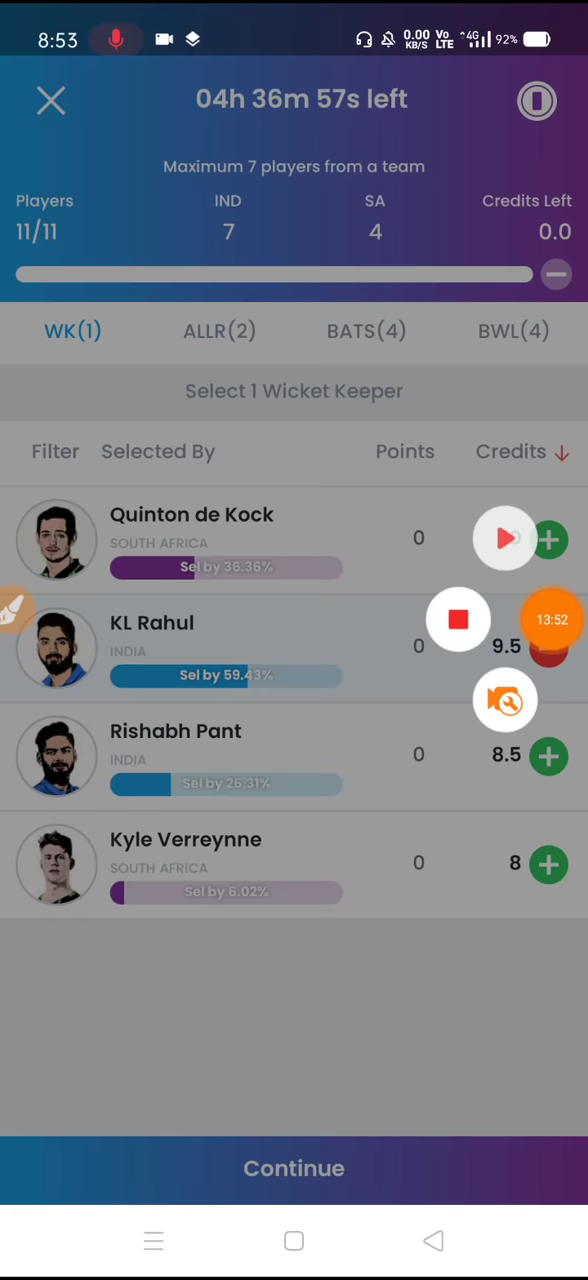 8:53 0.00 KB/S Vo LTE 4G 92%
04h 36m 57s left
Maximum 7 players from a team
Players IND SA Credits Left
11/11 7 4 0.0
WK(1) ALLR(2) BATS(4) BWL(4)
Select 1 Wicket Keeper
Filter Selected By Points Credits
Quinton de Kock
SOUTH AFRICA 0
Sel by 36.36%
KL Rahul 13:52
INDIA 0 9.5
Sel by 59.43%
Rishabh Pant
INDIA 0 8.5
Sel by 26.31%
Kyle Verreynne
SOUTH AFRICA 0 8
Sel by 6.02%
Continue